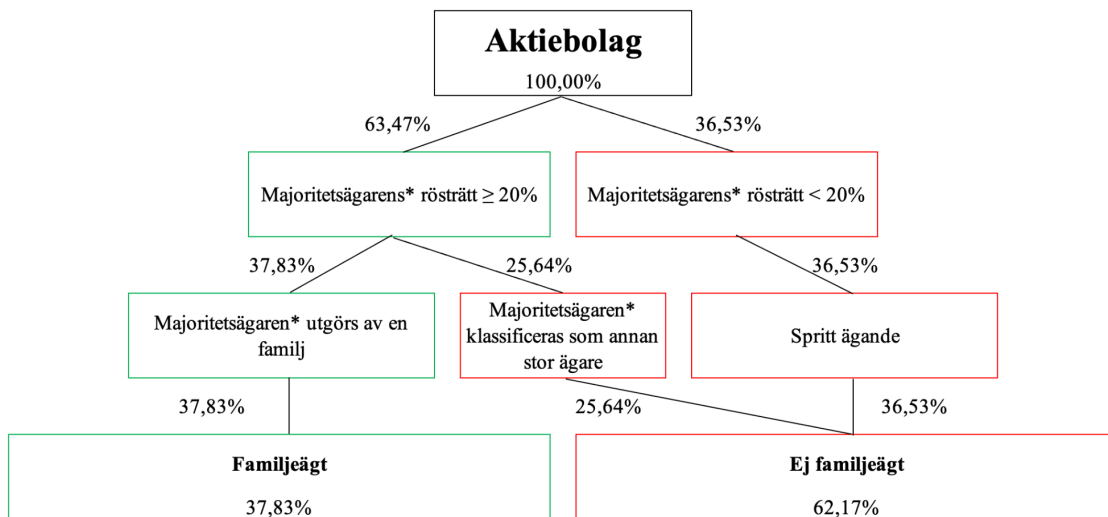 Aktiebolag
100,00%
63,47%
36,53%
Majoritetsägarens* rösträtt ≥ 20%
Majoritetsägarens* rösträtt < 20%
37,83%
25,64%
36,53%
Majoritetsägaren* utgörs av en
familj
Majoritetsägaren*
klassificeras som annan
stor ägare
Spritt ägande
37,83%
25,64%
36,53%
Familjeägt
37,83%
Ej familjeägt
62,17%